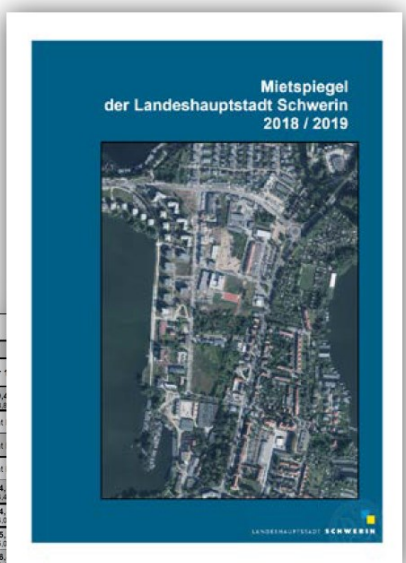 Mietspiegel
der Landeshauptstadt Schwerin
2018 / 2019
LANDESHAUPTSTADT SCHWERIN